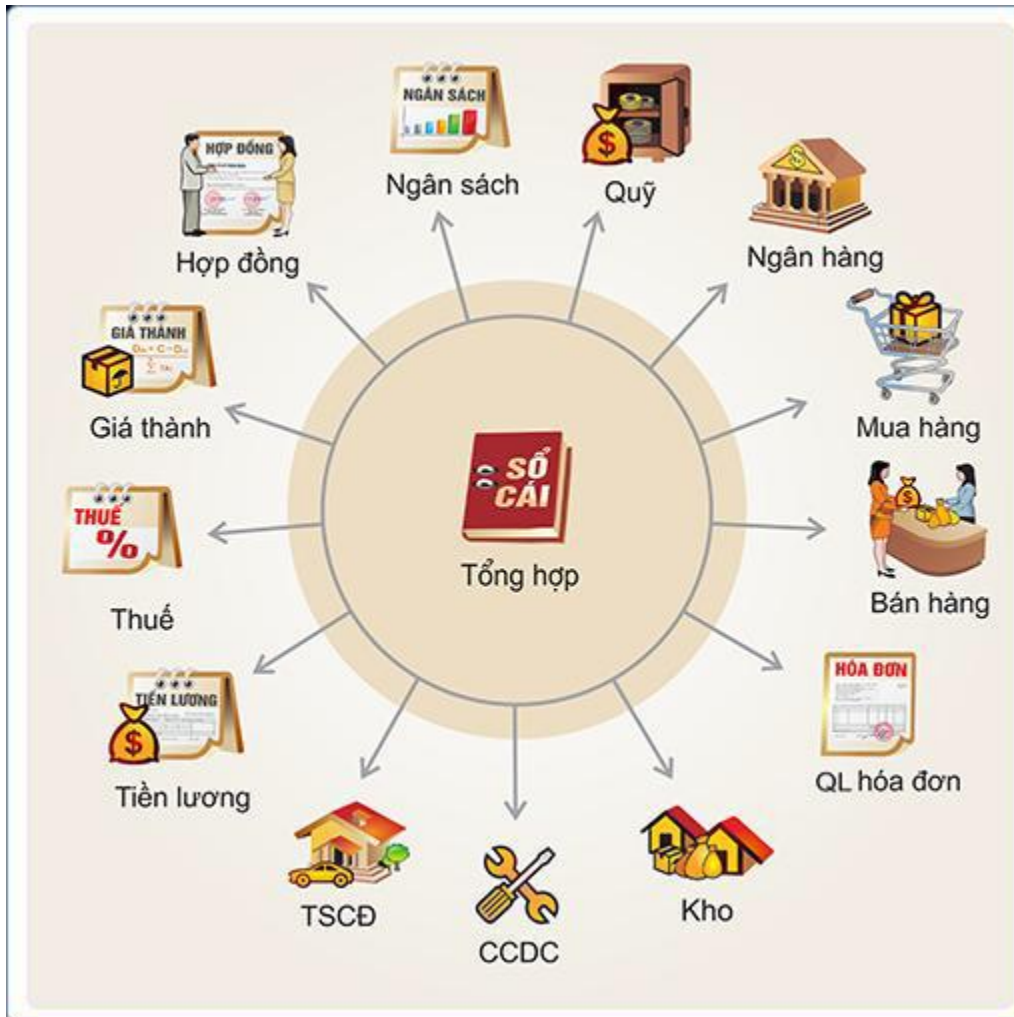 NGÂN SÁCH
Ngân sách
$
Quỹ
HỢP ĐỒNG
Hợp đồng
Ngân hàng
GIÁ THÀNH
Giá thành
Mua hàng
SỔ
CÁI
Tổng hợp
THUẾ
%
Thuế
$
Bán hàng
TIỀN LƯƠNG
$
Tiền lương
HÓA ĐƠN
QL hóa đơn
TSCĐ
CCDC
Kho